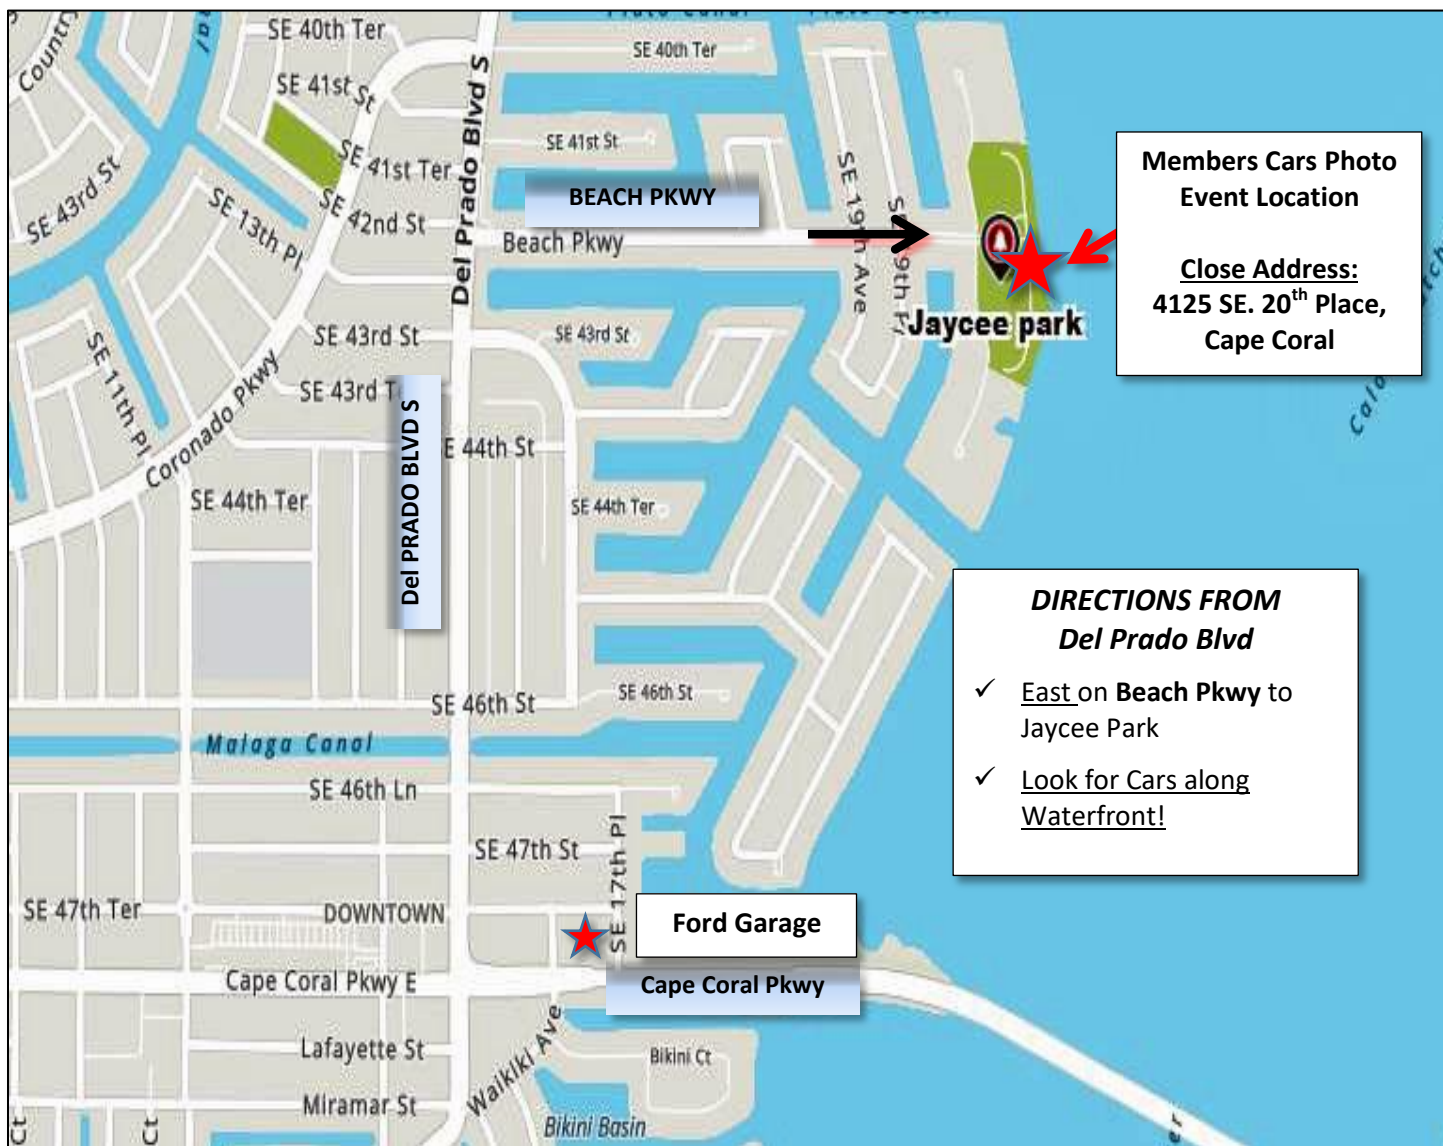 Pluto Canal
SE 40th Ter
SE 40th Ter
Country
SE 41st St
Del Prado Blvd S
SE 41st St
SE 43rd St
SE 41st Ter
BEACH PKWY
SE 13th Pl
SE 42nd St
Beach Pkwy
SE 19th Ave
Members Cars Photo
Event Location
Close Address:
4125 SE. 20th Place,
Cape Coral
Jaycee park
SE 43rd St
SE 43rd St
SE 11th Pl
Coronado Pkwy
SE 43rd T
Del PRADO BLVD S
E 44th St
SE 44th Ter
SE 44th Ter
DIRECTIONS FROM
Del Prado Blvd
✓ East on Beach Pkwy to
Jaycee Park
✓ Look for Cars along
Waterfront!
SE 46th St
SE 46th St
Malaga Canal
SE 46th Ln
SE 47th St
SE 17th Pl
SE 47th Ter
DOWNTOWN
Ford Garage
Cape Coral Pkwy E
Cape Coral Pkwy
Lafayette St
Waikiki Ave
Bikini Ct
Miramar St
Bikini Basin
Ct
Ct